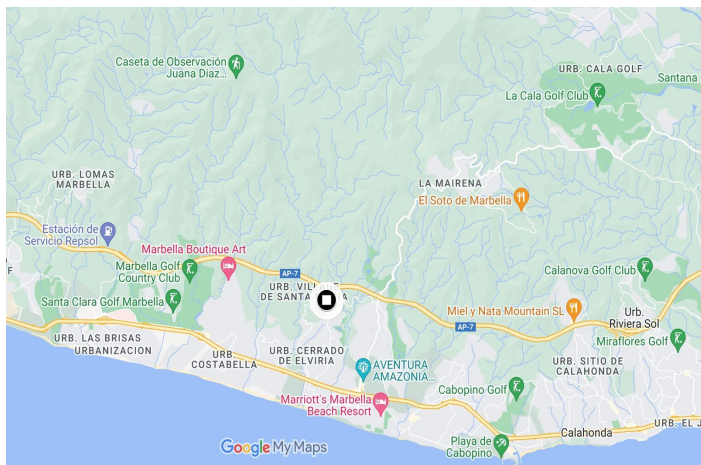 Caseta de Observación
Juana Diaz...
URB. CALA GOLF
Santana
La Cala Golf Club
URB. LOMAS
MARBELLA
LA MAIRENA
El Soto de Marbella
Estación de
Servicio Repsol
Marbella Boutique Art
Marbella Golf
Country Club
AP-7
Calanova Golf Club
URB.
DE SANTA
Santa Clara Golf Marbella
Miel y Nata Mountain SL
AP-7
Urb.
Riviera Sol
Miraflores Golf
URB. LAS BRISAS
URBANIZACION
URB.
COSTABELLA
URB. CERRADO
DE ELVIRIA
AVENTURA
AMAZONIA...
URB. SITIO DE
CALAHONDA
Cabopino Golf
Marriott's Marbella
Beach Resort
URB. EL J
Calahonda
Playa de
Cabopino
Google My Maps